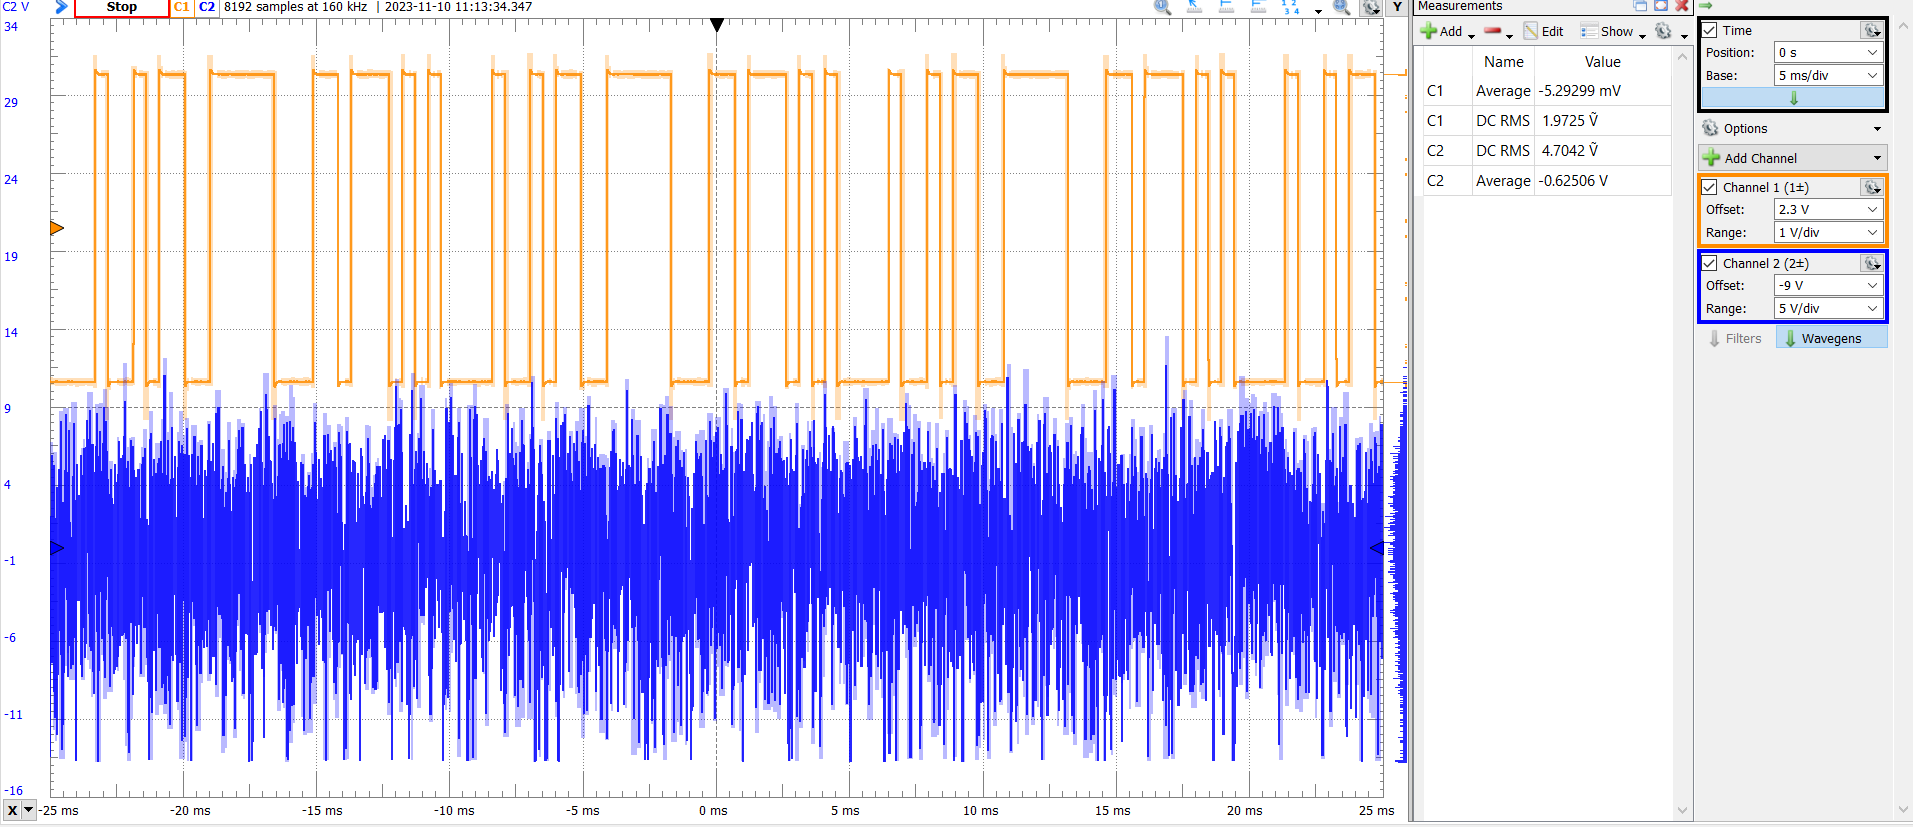 C2 V
Stop
C1
C2
8192 samples at 160 kHz | 2023-11-10 11:13:34.347
Y
34
29
24
19
14
9
4
-1
-6
-11
-16
X
-25 ms
-20 ms
-15 ms
-10 ms
-5 ms
0 ms
5 ms
10 ms
15 ms
20 ms
25 ms
Measurements
Add
Edit
Show
Name Value
C1 Average -5.29299 mV
C1 DC RMS 1.9725 Ṽ
C2 DC RMS 4.7042 Ṽ
C2 Average -0.62506 V
Time
Position: 0 s
Base: 5 ms/div
Options
Add Channel
Channel 1 (1±)
Offset: 2.3 V
Range: 1 V/div
Channel 2 (2±)
Offset: -9 V
Range: 5 V/div
Filters
Wavegens